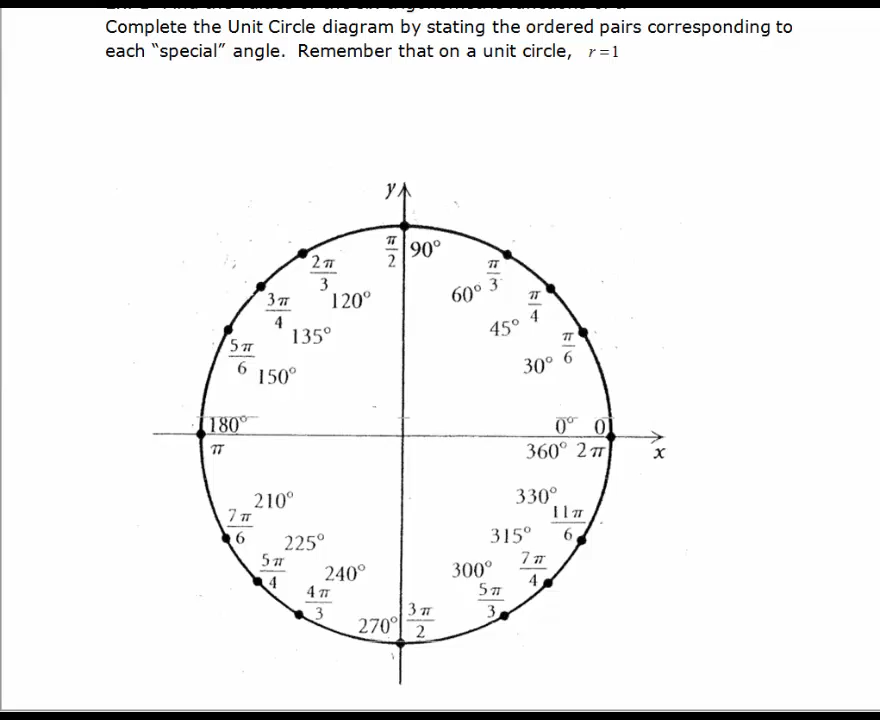 Complete the Unit Circle diagram by stating the ordered pairs corresponding to
each “special” angle. Remember that on a unit circle, r = 1
y
π/2 90°
2π/3 120°
π/3 60°
3π/4 135°
π/4 45°
5π/6 150°
π/6 30°
180° π
0° 0
360° 2π
x
210° 7π/6
330° 11π/6
225° 5π/4
315° 7π/4
240° 4π/3
300° 5π/3
270° 3π/2